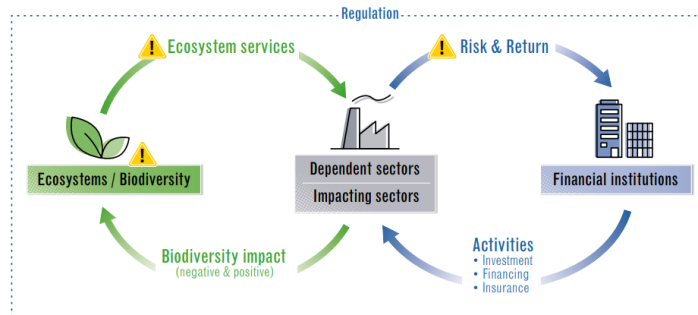 Regulation
! Ecosystem services
! Risk & Return
!
Ecosystems / Biodiversity
Dependent sectors
Impacting sectors
Financial institutions
Biodiversity impact
(negative & positive)
Activities
• Investment
• Financing
• Insurance